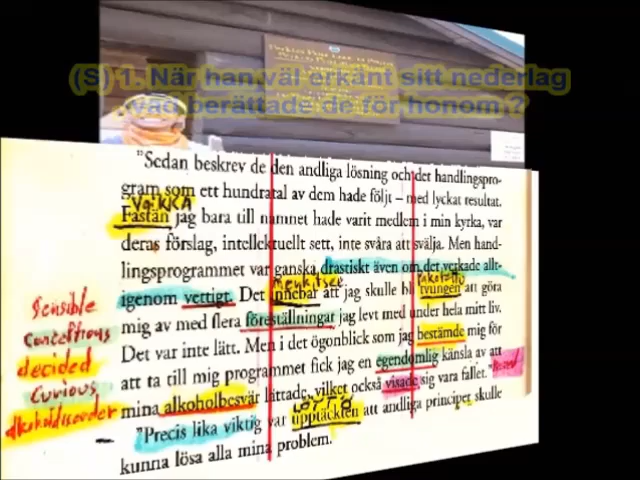 (S) 1. När han väl erkänt sitt nederlag
vad berättade de för honom ?
"Sedan beskrev de den andliga lösning och det handlingspro-
gram som ett hundratal av dem hade följt – med lyckat resultat.
VaIKKA
Fastän jag bara till namnet hade varit medlem i min kyrka, var
deras förslag, intellektuellt sett, inte svåra att svälja. Men hand-
lingsprogrammet var ganska drastiskt även om det verkade allt-
igenom vettigt. Det innebar att jag skulle bli tvungen att göra
mig av med flera föreställningar jag levt med under hela mitt liv.
Det var inte lätt. Men i det ögonblick som jag bestämde mig för
att ta till mig programmet fick jag en egendomlig känsla av att
mina alkoholbesvär lättade, vilket också visade sig vara fallet."
"Precis lika viktig var upptäckten att andliga principer skulle
kunna lösa alla mina problem.
Sensible
Conceptions
decided
Curious
alkoholdisorder